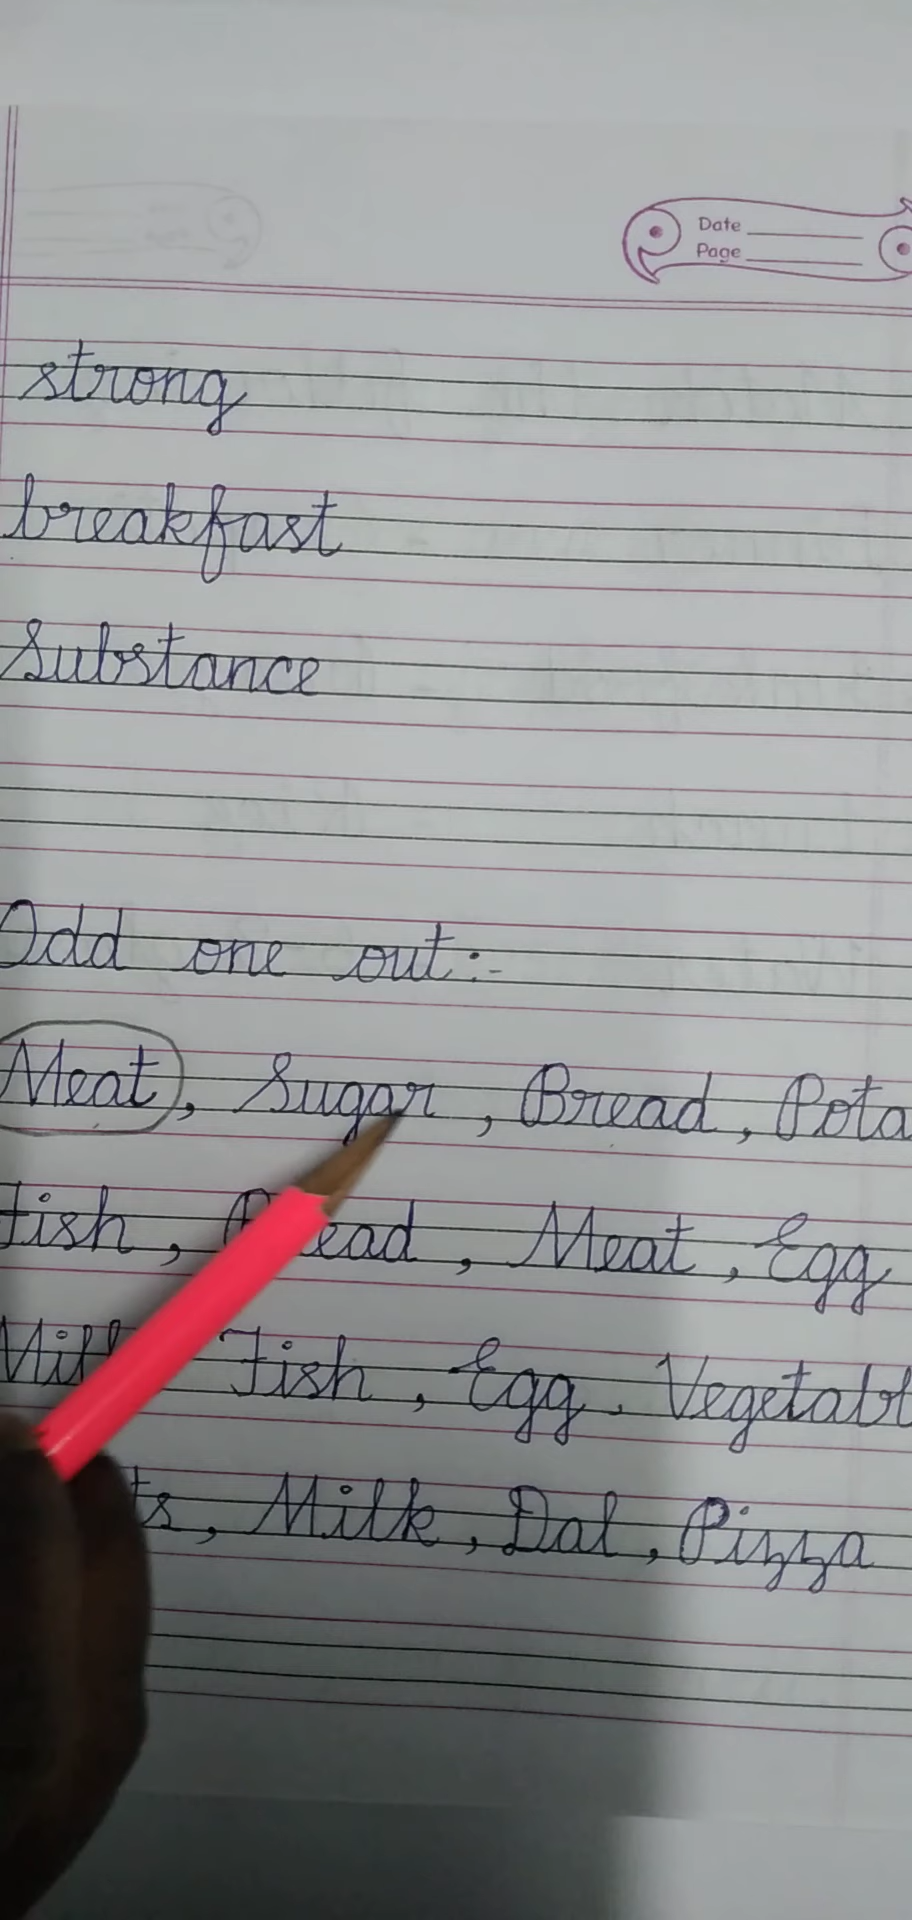 Date
Page
strong
breakfast
Substance
Odd one out :-
Meat, Sugar, Bread, Pota
Fish, Meat, Egg
Fish, Egg, Vegetabl
Milk, Dal, Pizza